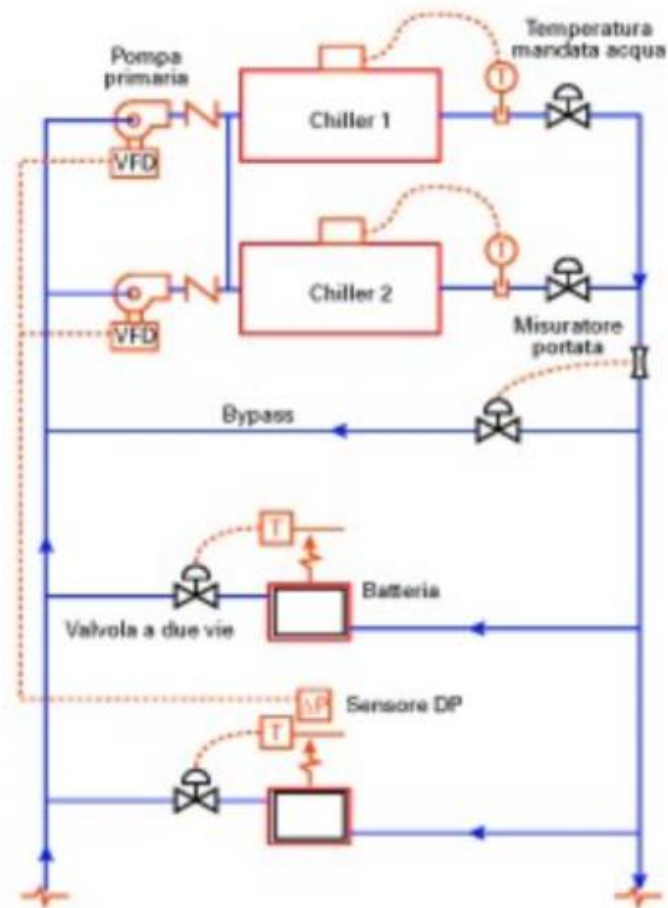 Temperatura
mandata acqua
Pompa
primaria
T
Chiller 1
VFD
T
Chiller 2
VFD
Misuratore
portata
Bypass
T
Batteria
Valvola a due vie
ΔP
Sensore DP
T